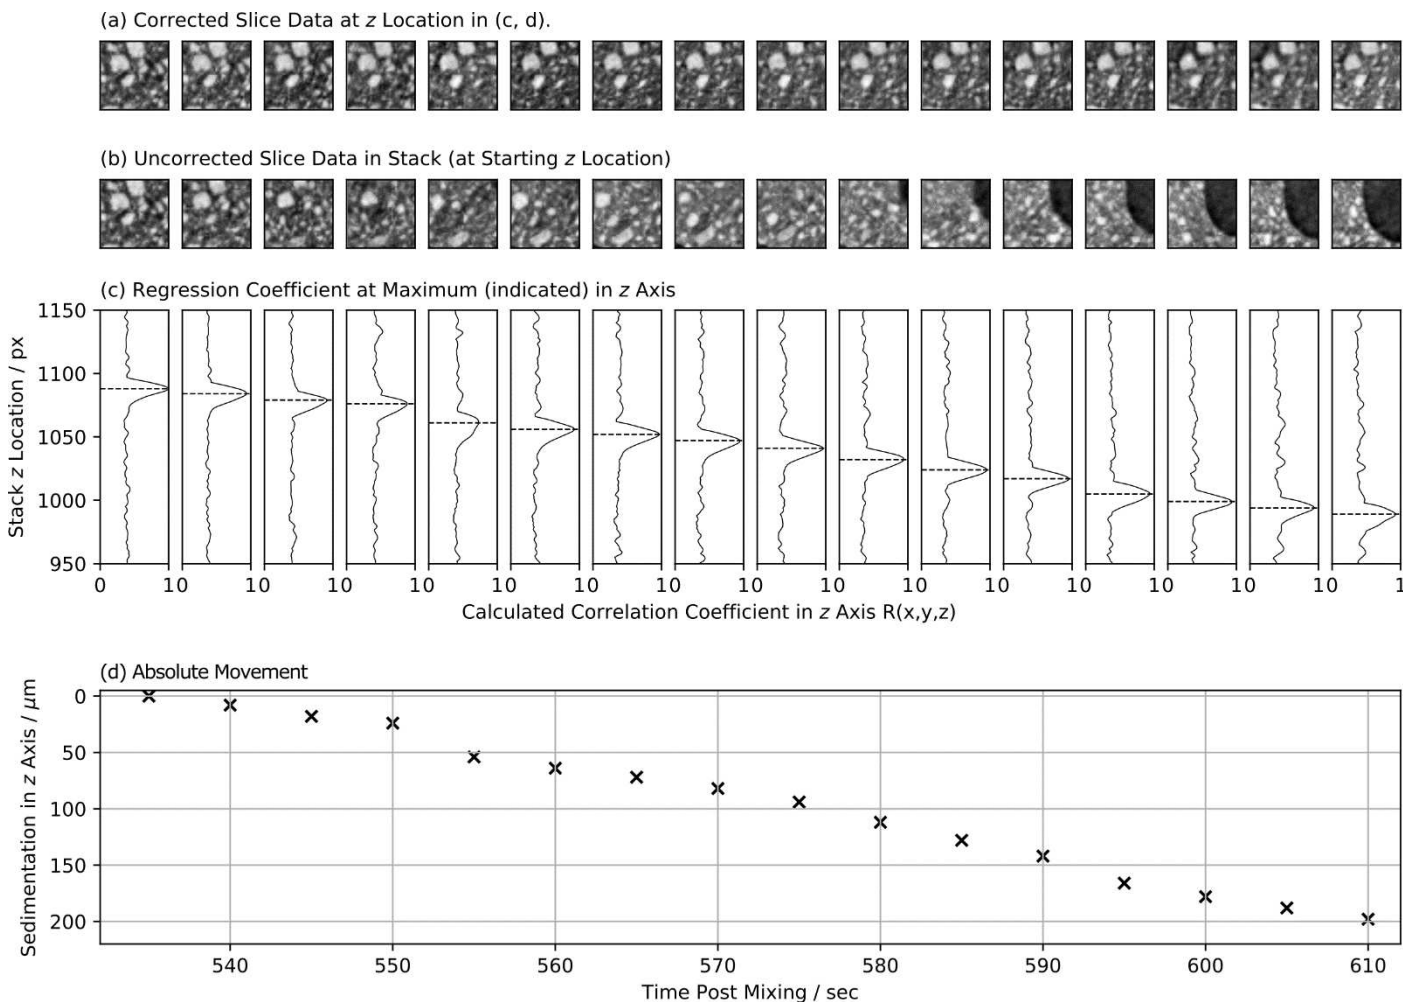 (a) Corrected Slice Data at z Location in (c, d).
(b) Uncorrected Slice Data in Stack (at Starting z Location)
(c) Regression Coefficient at Maximum (indicated) in z Axis
Stack z Location / px
1150
1100
1050
1000
950
0 10 10 10 10 10 10 10 10 10 10 10 10 10 10 10 1
Calculated Correlation Coefficient in z Axis R(x,y,z)
(d) Absolute Movement
Sedimentation in z Axis / μm
0
50
100
150
200
540 550 560 570 580 590 600 610
Time Post Mixing / sec